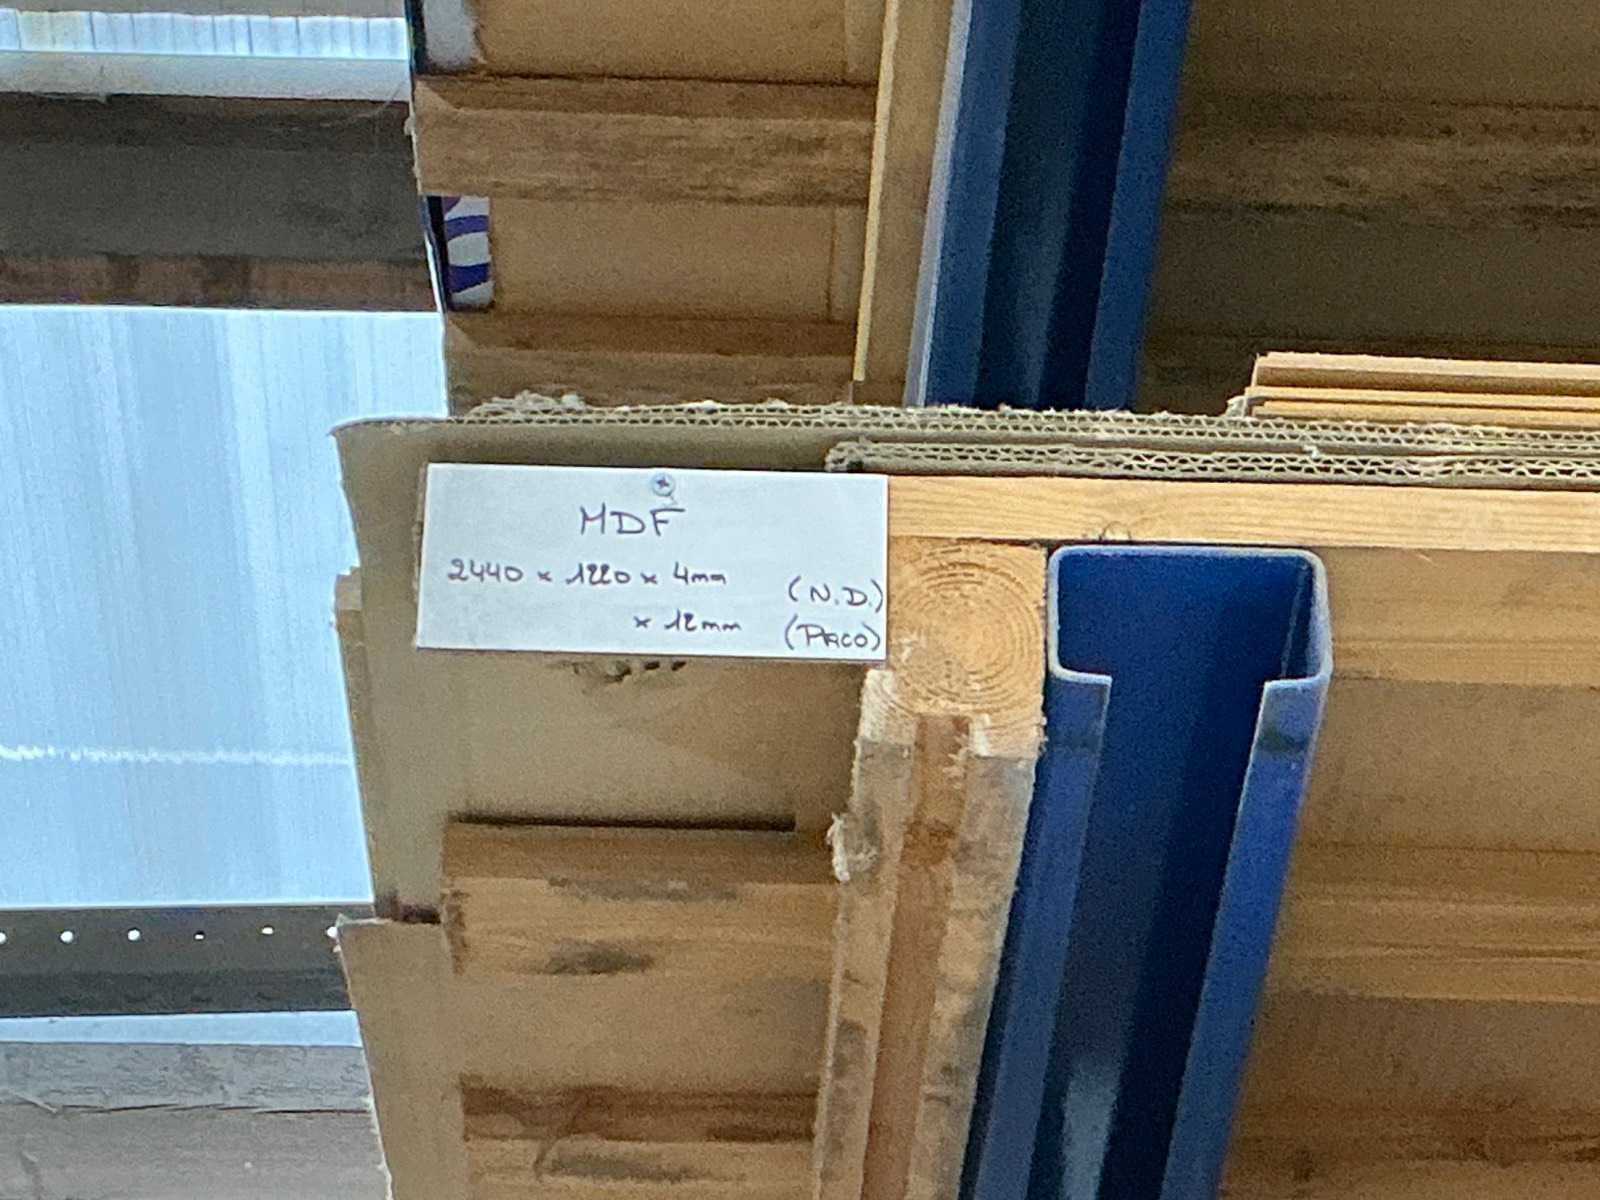 MDF
2440 x 1220 x 4mm (N.D.)
x 12mm (PACO)